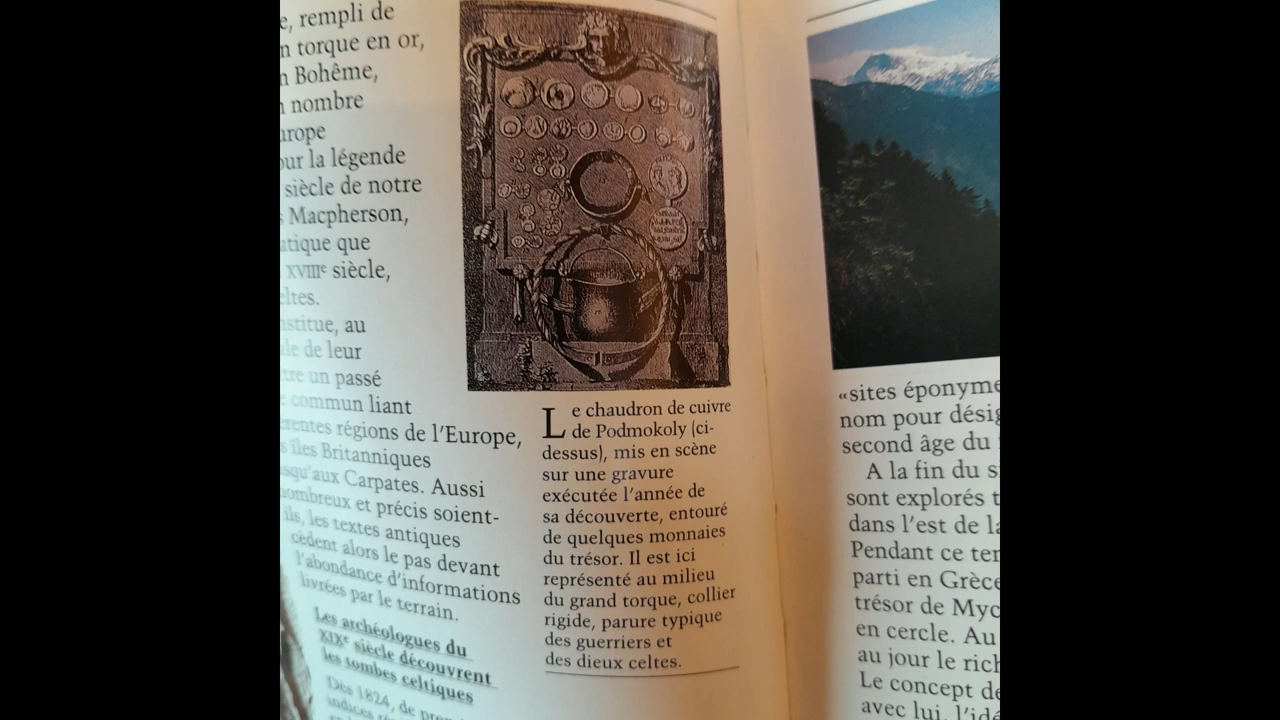 e, rempli de
n torque en or,
n Bohême,
nombre
urope
our la légende
siècle de notre
s Macpherson,
atique que
XVIIIe siècle,
eltes.
nstitue, au
ale de leur
tre un passé
e commun liant
érentes régions de l'Europe,
s îles Britanniques
squ'aux Carpates. Aussi
nombreux et précis soient-
ils, les textes antiques
cèdent alors le pas devant
l'abondance d'informations
livrées par le terrain.
Les archéologues du
XIXe siècle découvrent
les tombes celtiques
Dès 1824, de
indices
Le chaudron de cuivre
de Podmokoly (ci-
dessus), mis en scène
sur une gravure
exécutée l'année de
sa découverte, entouré
de quelques monnaies
du trésor. Il est ici
représenté au milieu
du grand torque, collier
rigide, parure typique
des guerriers et
des dieux celtes.
«sites éponyme
nom pour désig
second âge du
A la fin du s
sont explorés t
dans l'est de la
Pendant ce ter
parti en Grèce
trésor de Myc
en cercle. Au
au jour le rich
Le concept de
avec lui, l'idé